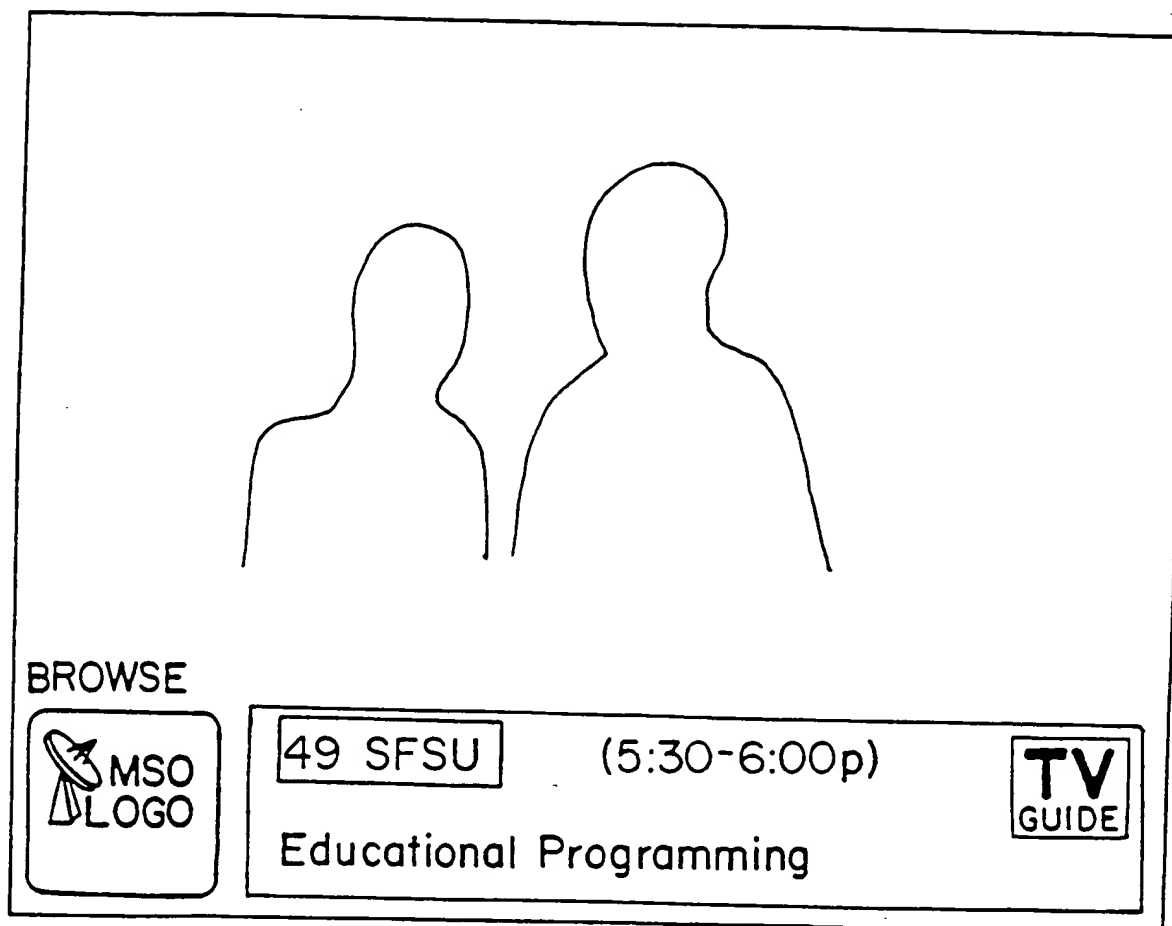 BROWSE
MSO
LOGO
49 SFSU (5:30-6:00p)
Educational Programming
TV
GUIDE